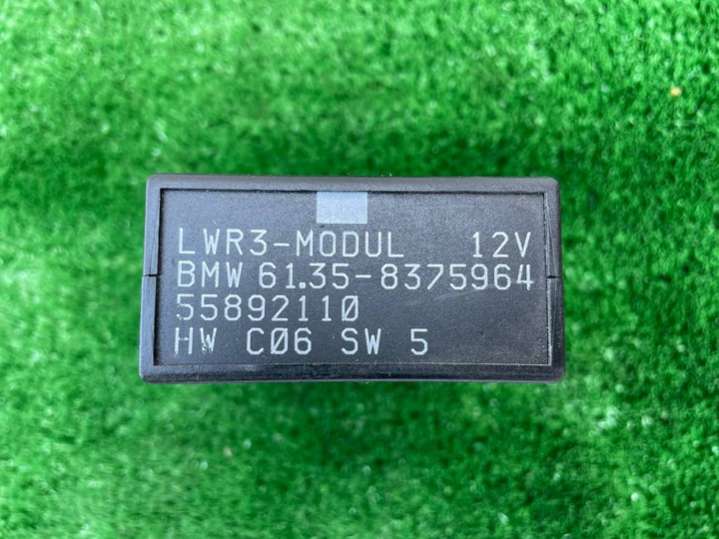 LWR3-MODUL 12V
BMW 61.35-8375964
55892110
HW C06 SW 5